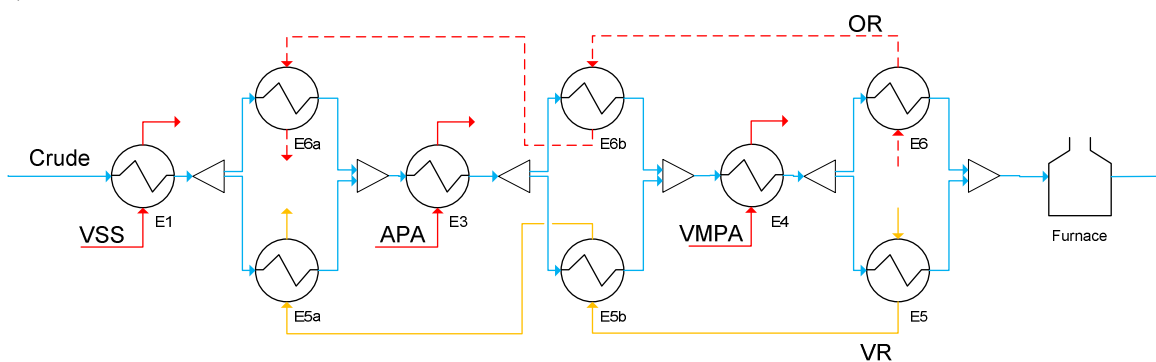 OR
E6a
E6b
E6
Crude
E1
VSS
E3
APA
E4
VMPA
Furnace
E5a
E5b
E5
VR